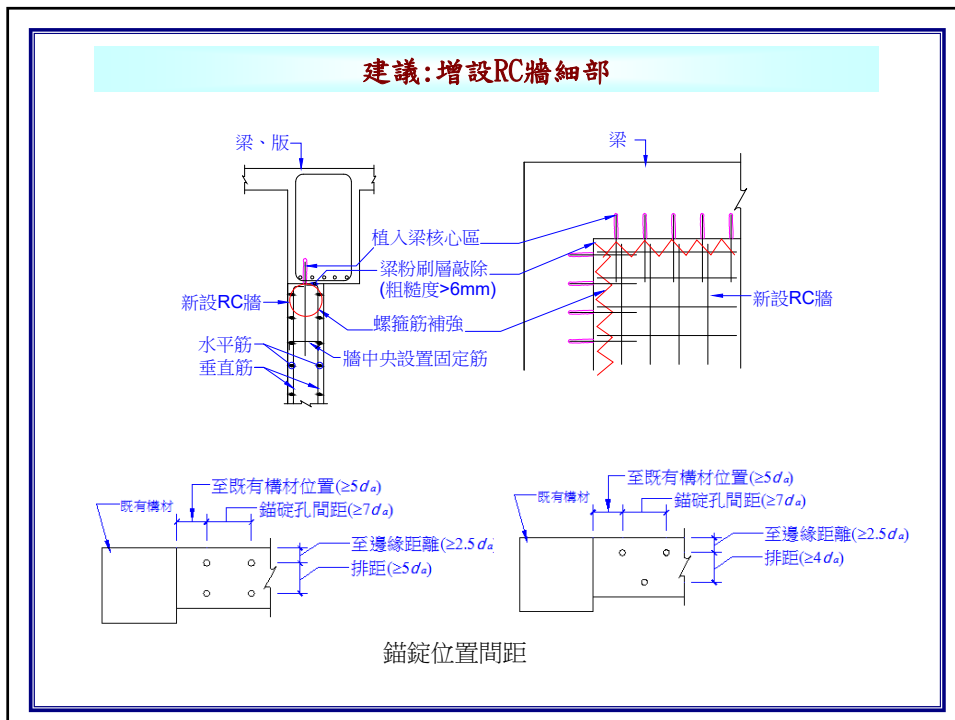 建議:增設RC牆細部
梁、版
梁
植入梁核心區
梁粉刷層敲除
(粗糙度>6mm)
新設RC牆
新設RC牆
螺箍筋補強
水平筋
牆中央設置固定筋
垂直筋
至既有構材位置(≥5da)
既有構材
錨碇孔間距(≥7da)
至邊緣距離(≥2.5da)
排距(≥5da)
至既有構材位置(≥5da)
既有構材
錨碇孔間距(≥7da)
至邊緣距離(≥2.5da)
排距(≥4da)
錨錠位置間距